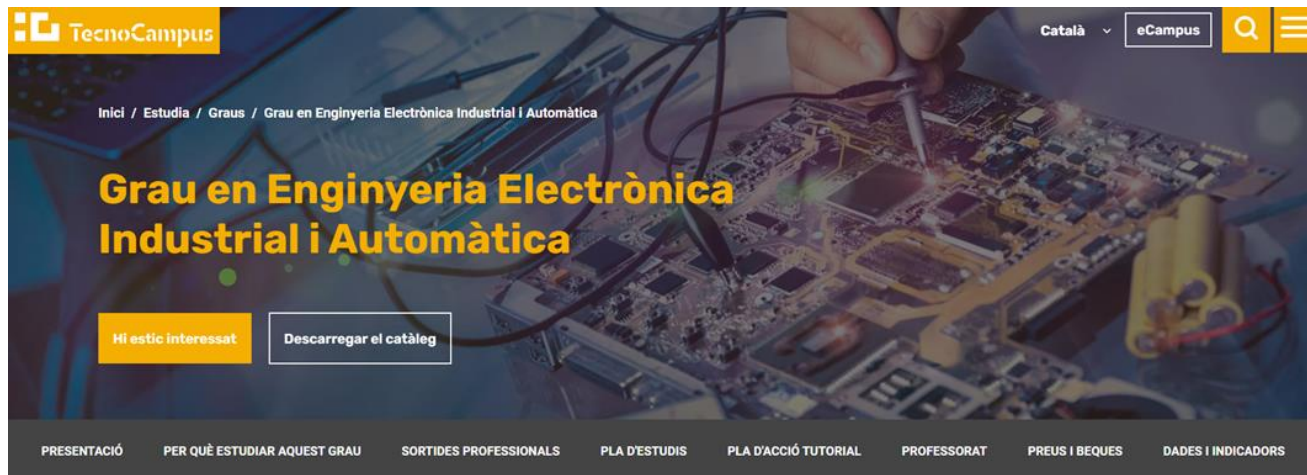 TecnoCampus
Català
eCampus
Inici / Estudia / Graus / Grau en Enginyeria Electrònica Industrial i Automàtica
Grau en Enginyeria Electrònica
Industrial i Automàtica
Hi estic interessat
Descarregar el catàleg
PRESENTACIÓ PER QUÈ ESTUDIAR AQUEST GRAU SORTIDES PROFESSIONALS PLA D'ESTUDIS PLA D'ACCIÓ TUTORIAL PROFESSORAT PREUS I BEQUES DADES I INDICADORS